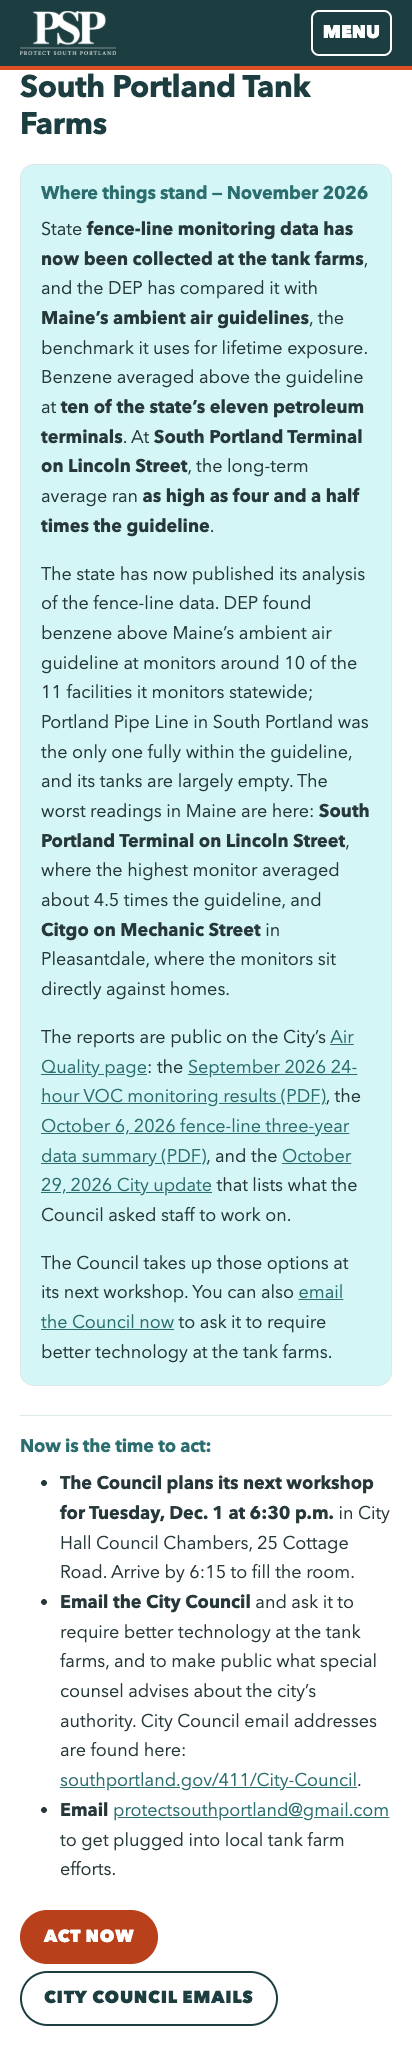 PSP
PROTECT SOUTH PORTLAND
MENU
South Portland Tank
Farms
Where things stand – November 2026
State fence-line monitoring data has
now been collected at the tank farms,
and the DEP has compared it with
Maine’s ambient air guidelines, the
benchmark it uses for lifetime exposure.
Benzene averaged above the guideline
at ten of the state’s eleven petroleum
terminals. At South Portland Terminal
on Lincoln Street, the long-term
average ran as high as four and a half
times the guideline.
The state has now published its analysis
of the fence-line data. DEP found
benzene above Maine’s ambient air
guideline at monitors around 10 of the
11 facilities it monitors statewide;
Portland Pipe Line in South Portland was
the only one fully within the guideline,
and its tanks are largely empty. The
worst readings in Maine are here: South
Portland Terminal on Lincoln Street,
where the highest monitor averaged
about 4.5 times the guideline, and
Citgo on Mechanic Street in
Pleasantdale, where the monitors sit
directly against homes.
The reports are public on the City’s Air
Quality page: the September 2026 24-
hour VOC monitoring results (PDF), the
October 6, 2026 fence-line three-year
data summary (PDF), and the October
29, 2026 City update that lists what the
Council asked staff to work on.
The Council takes up those options at
its next workshop. You can also email
the Council now to ask it to require
better technology at the tank farms.
Now is the time to act:
• The Council plans its next workshop
for Tuesday, Dec. 1 at 6:30 p.m. in City
Hall Council Chambers, 25 Cottage
Road. Arrive by 6:15 to fill the room.
• Email the City Council and ask it to
require better technology at the tank
farms, and to make public what special
counsel advises about the city’s
authority. City Council email addresses
are found here:
southportland.gov/411/City-Council.
• Email protectsouthportland@gmail.com
to get plugged into local tank farm
efforts.
ACT NOW
CITY COUNCIL EMAILS